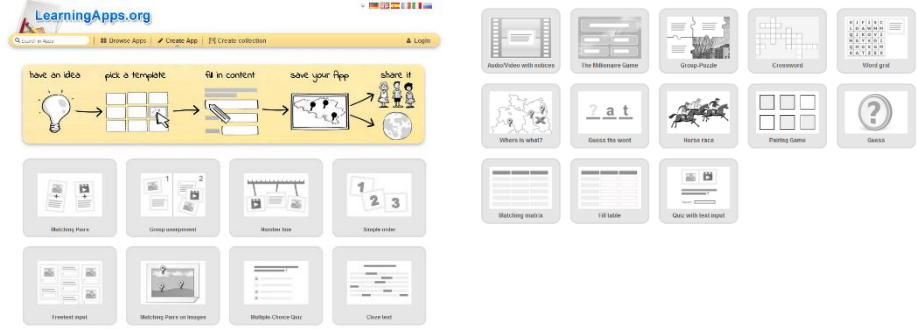 LearningApps.org
Search in Apps
Browse Apps
Create App
Create collection
Login
have an idea
pick a template
fill in content
save your App
share it
Matching Pairs
Group assignment
Number line
Simple order
Freetext input
Matching Pairs on Images
Multiple-Choice Quiz
Cloze text
Audio/Video with notices
The Millionaire Game
Group-Puzzle
Crossword
Word grid
Where is what?
? a t
Guess the word
Horse race
Pairing Game
Guess
Matching matrix
Fill table
Quiz with text input